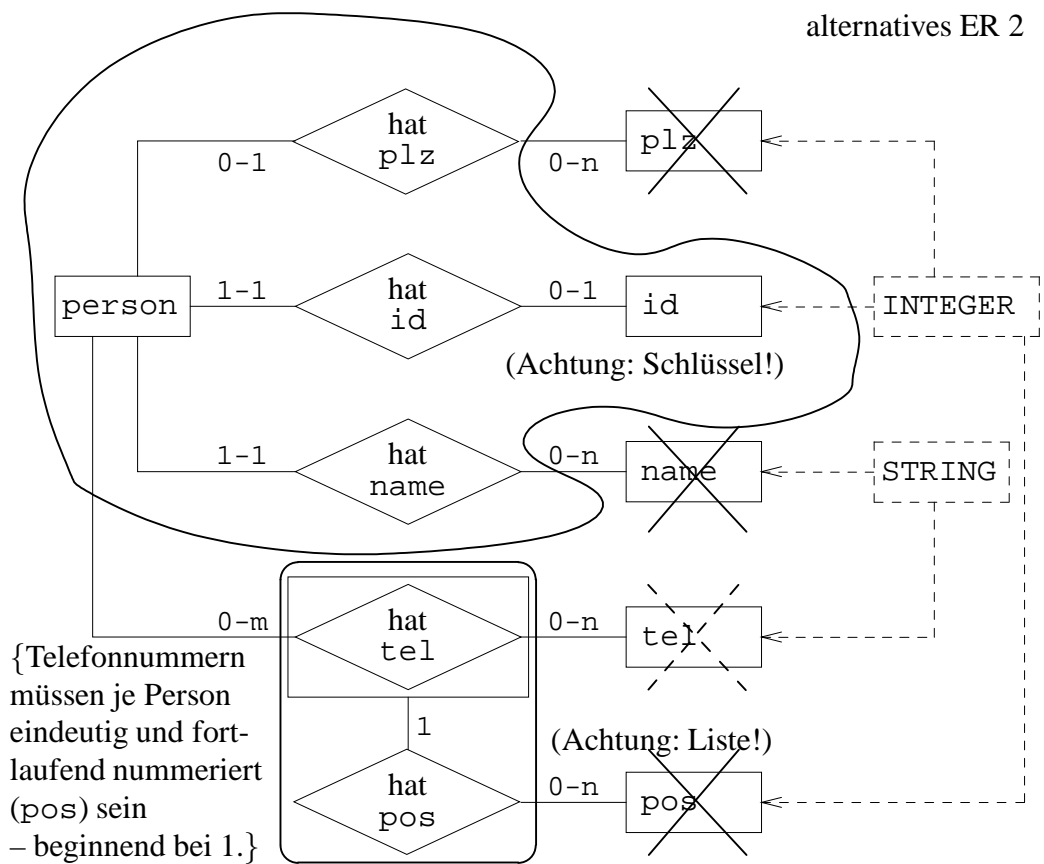 alternatives ER 2
hat
plz
plz
0-1
0-n
person
1-1
hat
id
0-1
id
INTEGER
(Achtung: Schlüssel!)
1-1
hat
name
0-n
name
STRING
0-m
hat
tel
0-n
tel
{Telefonnummern
müssen je Person
eindeutig und fort-
laufend nummeriert
(pos) sein
– beginnend bei 1.}
1
(Achtung: Liste!)
hat
pos
0-n
pos